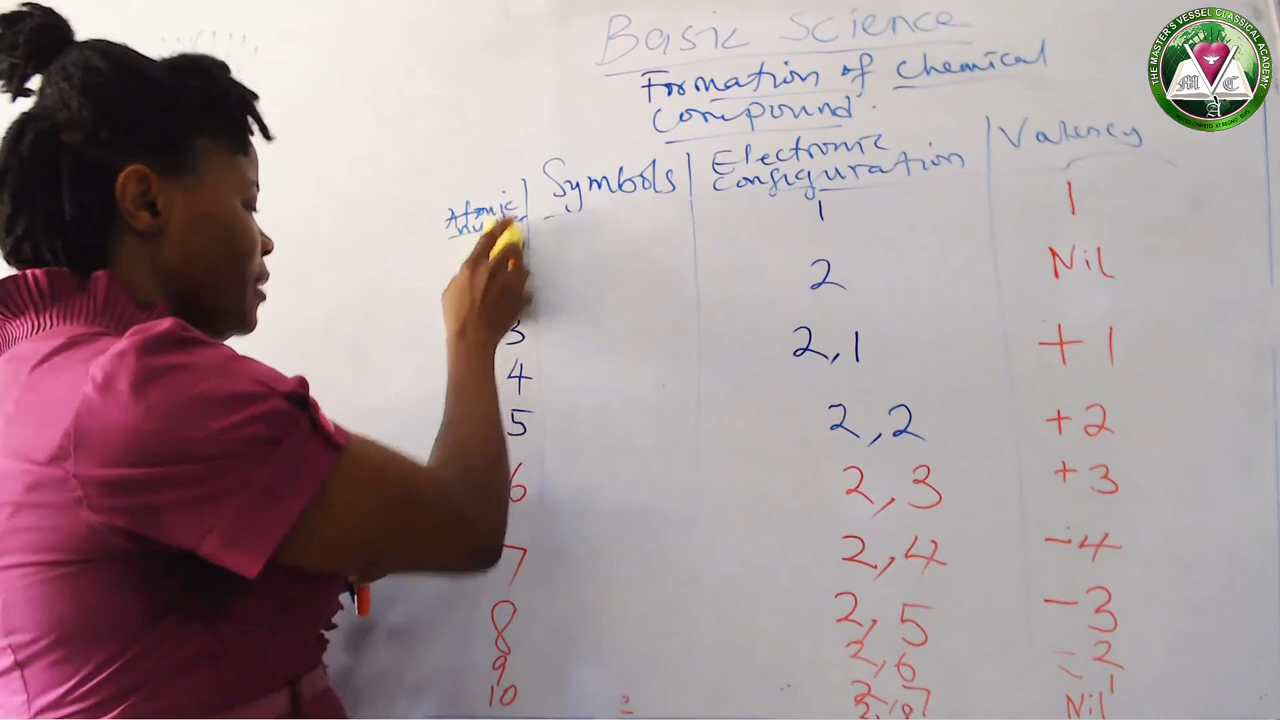 Basic Science
Formation of chemical
compound.
Atomic | Symbols | Electronic configuration | Valency
1 1
2 Nil
3 2,1 +1
4 2,2 +2
5 2,3 +3
6 2,4 -4
7 2,5 -3
8 2,6 -2
9 2,7 1
10 Nil
THE MASTER'S VESSEL CLASSICAL ACADEMY
M C
A